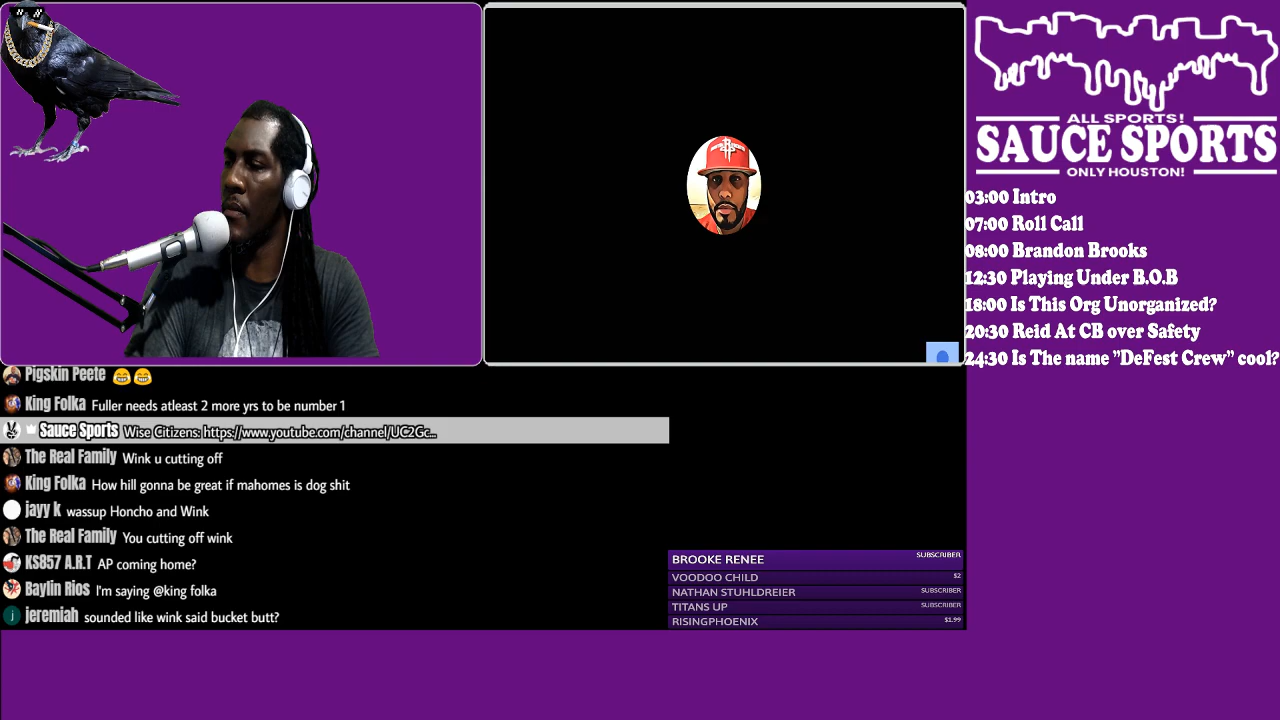 ALL SPORTS!
SAUCE SPORTS
ONLY HOUSTON!
03:00 Intro
07:00 Roll Call
08:00 Brandon Brooks
12:30 Playing Under B.O.B
18:00 Is This Org Unorganized?
20:30 Reid At CB over Safety
24:30 Is The name "DeFest Crew" cool?
Pigskin Peete 😂😂
King Folka Fuller needs atleast 2 more yrs to be number 1
Sauce Sports Wise Citizens: https://www.youtube.com/channel/UC2Gc...
The Real Family Wink u cutting off
King Folka How hill gonna be great if mahomes is dog shit
jayy k wassup Honcho and Wink
The Real Family You cutting off wink
KS857 A.R.T AP coming home?
Baylin Rios I'm saying @king folka
j jeremiah sounded like wink said bucket butt?
BROOKE RENEE SUBSCRIBER
VOODOO CHILD $2
NATHAN STUHLDREIER SUBSCRIBER
TITANS UP SUBSCRIBER
RISINGPHOENIX $1.99